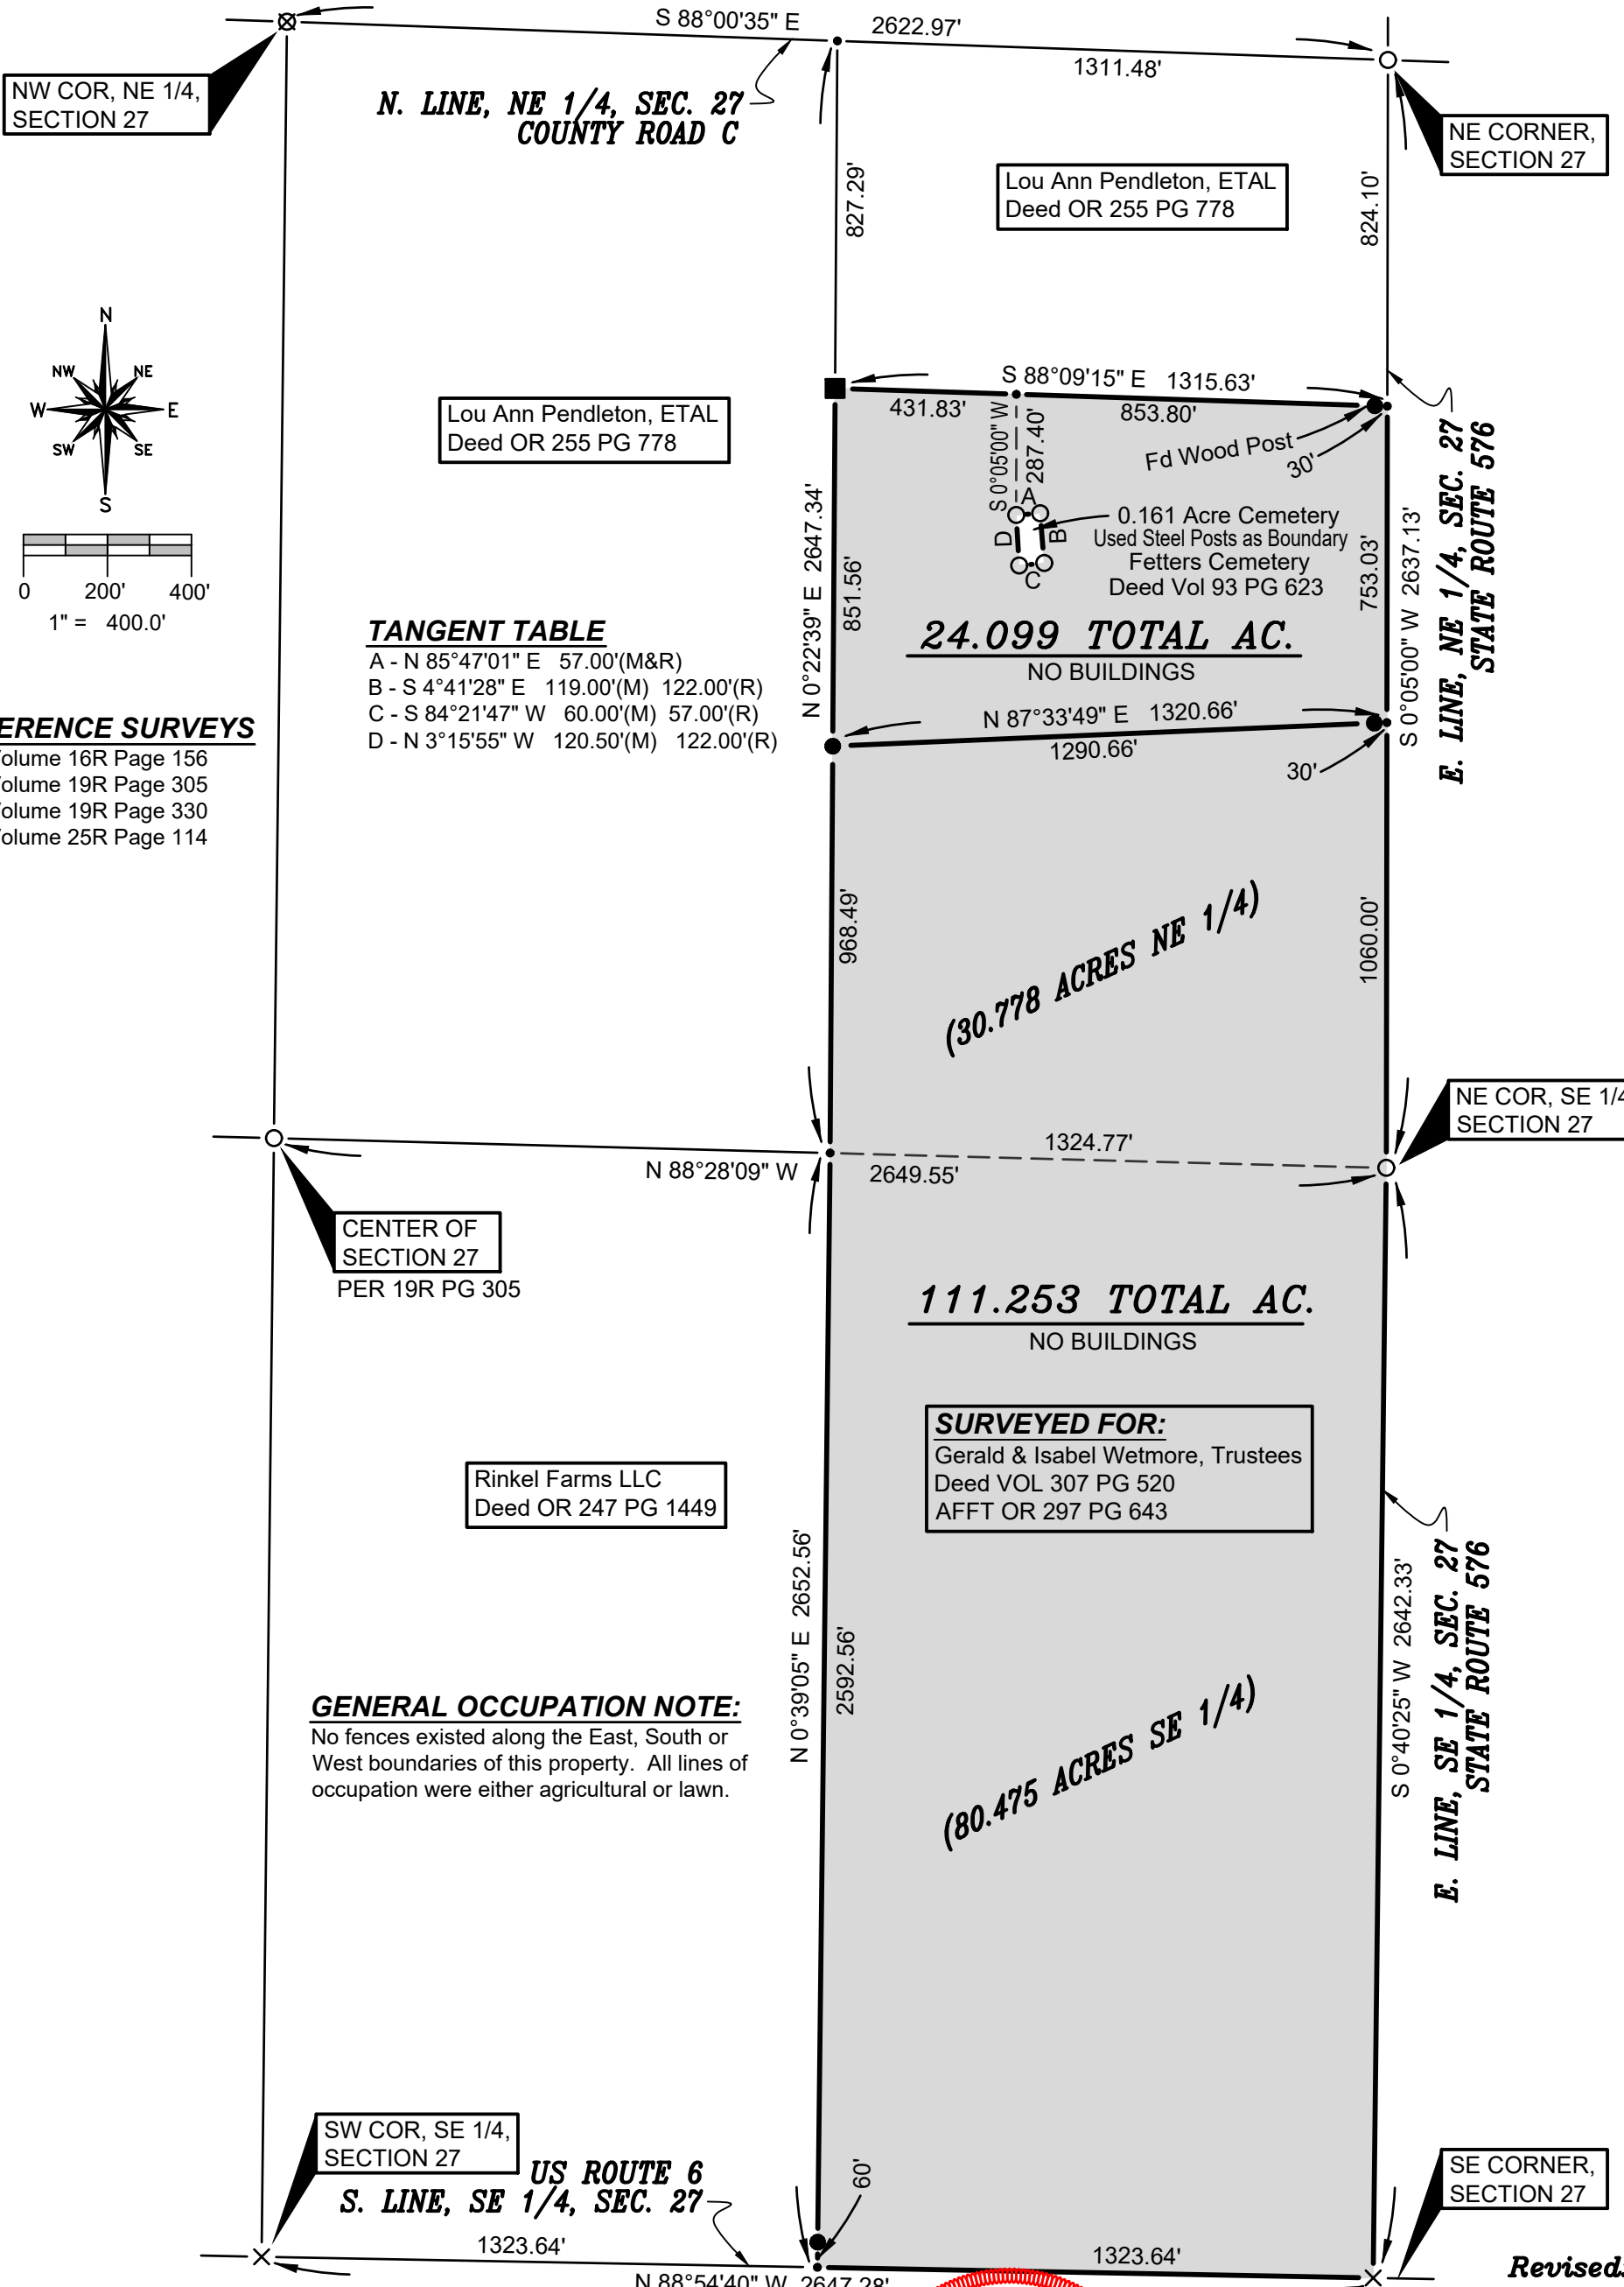 S 88°00'35" E 2622.97'
1311.48'
NW COR, NE 1/4,
SECTION 27
N. LINE, NE 1/4, SEC. 27
COUNTY ROAD C
NE CORNER,
SECTION 27
827.29'
Lou Ann Pendleton, ETAL
Deed OR 255 PG 778
824.10'
N
NW NE
W E
SW SE
S
0 200' 400'
1" = 400.0'
Lou Ann Pendleton, ETAL
Deed OR 255 PG 778
S 88°09'15" E 1315.63'
431.83'
853.80'
S 0°05'00" W
287.40'
Fd Wood Post
30'
A
B
C
D
0.161 Acre Cemetery
Used Steel Posts as Boundary
Fetters Cemetery
Deed Vol 93 PG 623
N 0°22'39" E 2647.34'
851.56'
753.03'
S 0°05'00" W 2637.13'
E. LINE, NE 1/4, SEC. 27
STATE ROUTE 576
24.099 TOTAL AC.
NO BUILDINGS
TANGENT TABLE
A - N 85°47'01" E 57.00'(M&R)
B - S 4°41'28" E 119.00'(M) 122.00'(R)
C - S 84°21'47" W 60.00'(M) 57.00'(R)
D - N 3°15'55" W 120.50'(M) 122.00'(R)
ERENCE SURVEYS
olume 16R Page 156
olume 19R Page 305
olume 19R Page 330
olume 25R Page 114
N 87°33'49" E 1320.66'
1290.66'
30'
968.49'
(30.778 ACRES NE 1/4)
1060.00'
NE COR, SE 1/4
SECTION 27
1324.77'
N 88°28'09" W 2649.55'
CENTER OF
SECTION 27
PER 19R PG 305
111.253 TOTAL AC.
NO BUILDINGS
SURVEYED FOR:
Gerald & Isabel Wetmore, Trustees
Deed VOL 307 PG 520
AFFT OR 297 PG 643
Rinkel Farms LLC
Deed OR 247 PG 1449
N 0°39'05" E 2652.56'
2592.56'
S 0°40'25" W 2642.33'
E. LINE, SE 1/4, SEC. 27
STATE ROUTE 576
GENERAL OCCUPATION NOTE:
No fences existed along the East, South or
West boundaries of this property. All lines of
occupation were either agricultural or lawn.
(80.475 ACRES SE 1/4)
SW COR, SE 1/4,
SECTION 27
US ROUTE 6
S. LINE, SE 1/4, SEC. 27
60'
SE CORNER,
SECTION 27
1323.64'
1323.64'
N 88°54'40" W 2647.28'
Revised